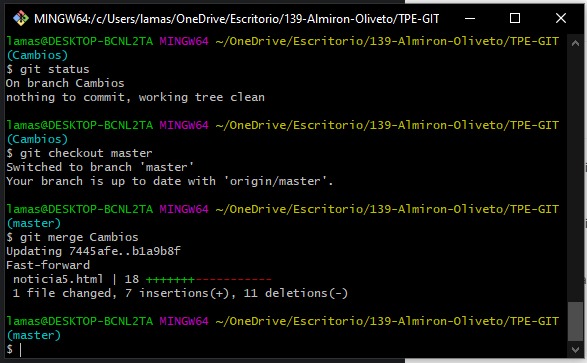 MINGW64:/c/Users/lamas/OneDrive/Escritorio/139-Almiron-Oliveto/TPE-GIT
lamas@DESKTOP-BCNL2TA MINGW64 ~/OneDrive/Escritorio/139-Almiron-Oliveto/TPE-GIT
(Cambios)
$ git status
On branch Cambios
nothing to commit, working tree clean
lamas@DESKTOP-BCNL2TA MINGW64 ~/OneDrive/Escritorio/139-Almiron-Oliveto/TPE-GIT
(Cambios)
$ git checkout master
Switched to branch 'master'
Your branch is up to date with 'origin/master'.
lamas@DESKTOP-BCNL2TA MINGW64 ~/OneDrive/Escritorio/139-Almiron-Oliveto/TPE-GIT
(master)
$ git merge Cambios
Updating 7445afe..b1a9b8f
Fast-forward
noticia5.html | 18 +++++++-----------
1 file changed, 7 insertions(+), 11 deletions(-)
lamas@DESKTOP-BCNL2TA MINGW64 ~/OneDrive/Escritorio/139-Almiron-Oliveto/TPE-GIT
(master)
$